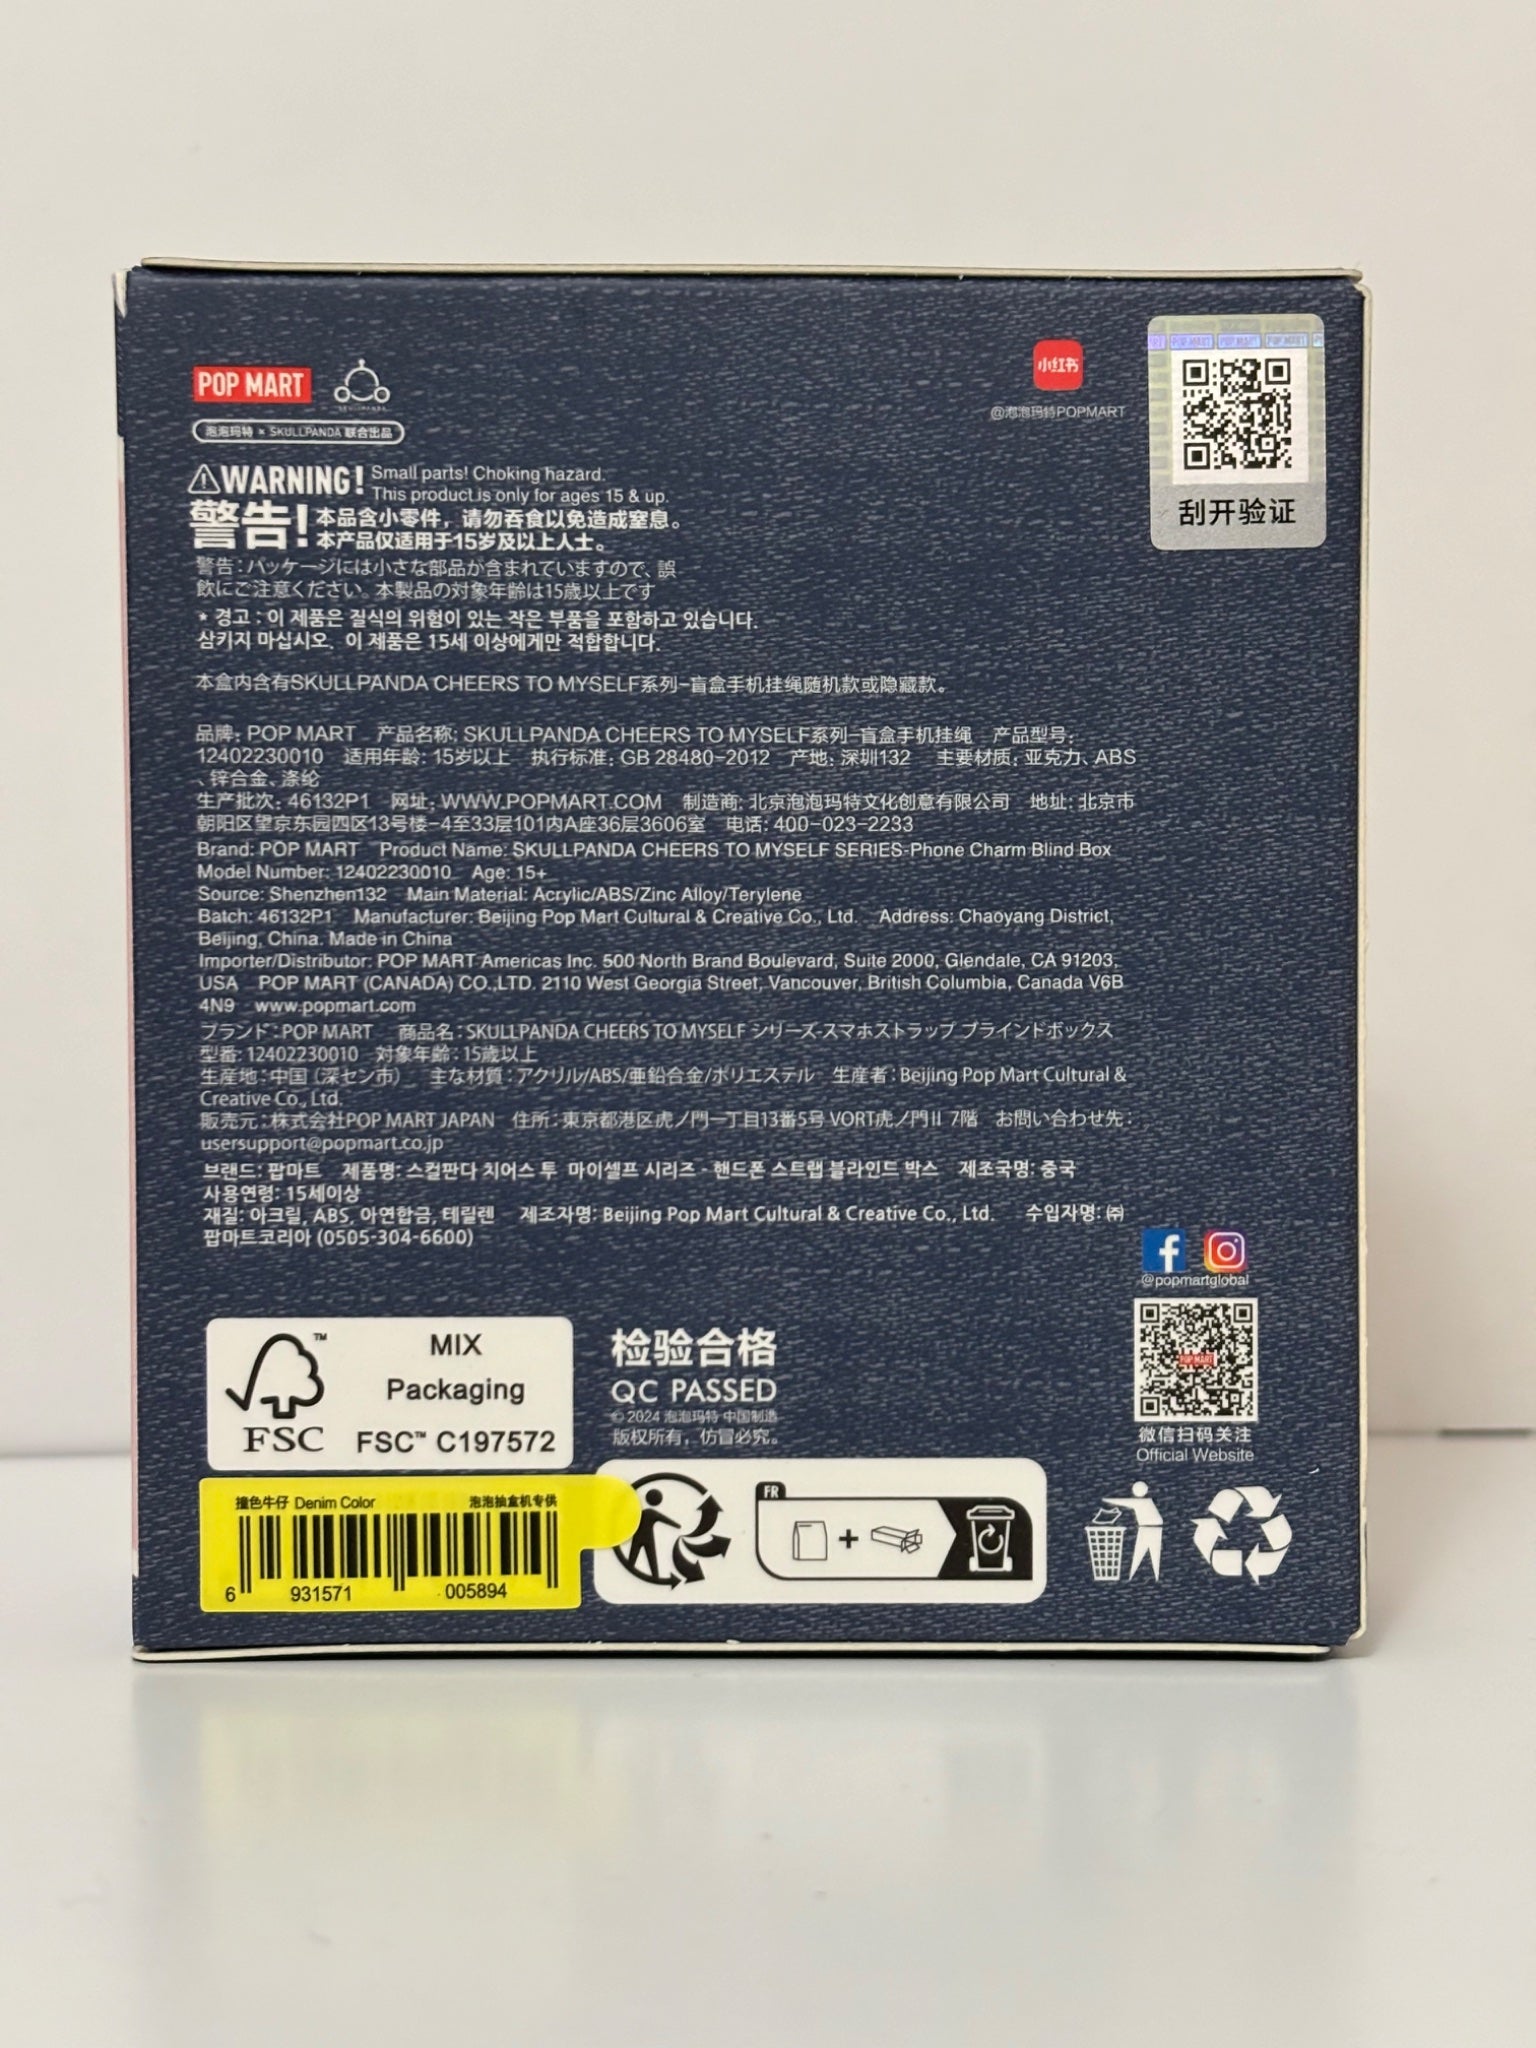 POP MART
SKULLPANDA
泡泡玛特 × SKULLPANDA 联合出品
小红书
@泡泡玛特POPMART
POP MART POP MART POP MART
刮开验证
WARNING! Small parts! Choking hazard.
This product is only for ages 15 & up.
警告! 本品含小零件，请勿吞食以免造成窒息。
本产品仅适用于15岁及以上人士。
警告：パッケージには小さな部品が含まれていますので、誤
飲にご注意ください。本製品の対象年齢は15歳以上です
* 경고 : 이 제품은 질식의 위험이 있는 작은 부품을 포함하고 있습니다.
삼키지 마십시오. 이 제품은 15세 이상에게만 적합합니다.
本盒内含有SKULLPANDA CHEERS TO MYSELF系列-盲盒手机挂绳随机款或隐藏款。
品牌: POP MART 产品名称: SKULLPANDA CHEERS TO MYSELF系列-盲盒手机挂绳 产品型号:
12402230010 适用年龄: 15岁以上 执行标准: GB 28480-2012 产地: 深圳132 主要材质: 亚克力、ABS
、锌合金、涤纶
生产批次: 46132P1 网址: WWW.POPMART.COM 制造商: 北京泡泡玛特文化创意有限公司 地址: 北京市
朝阳区望京东园四区13号楼-4至33层101内A座36层3606室 电话: 400-023-2233
Brand: POP MART Product Name: SKULLPANDA CHEERS TO MYSELF SERIES-Phone Charm Blind Box
Model Number: 12402230010 Age: 15+
Source: Shenzhen132 Main Material: Acrylic/ABS/Zinc Alloy/Terylene
Batch: 46132P1 Manufacturer: Beijing Pop Mart Cultural & Creative Co., Ltd. Address: Chaoyang District,
Beijing, China. Made in China
Importer/Distributor: POP MART Americas Inc. 500 North Brand Boulevard, Suite 2000, Glendale, CA 91203,
USA POP MART (CANADA) CO.,LTD. 2110 West Georgia Street, Vancouver, British Columbia, Canada V6B
4N9 www.popmart.com
ブランド：POP MART 商品名：SKULLPANDA CHEERS TO MYSELF シリーズ-スマホストラップ ブラインドボックス
型番: 12402230010 対象年齢：15歳以上
生産地：中国（深セン市） 主な材質：アクリル/ABS/亜鉛合金/ポリエステル 生産者：Beijing Pop Mart Cultural &
Creative Co., Ltd.
販売元：株式会社POP MART JAPAN 住所：東京都港区虎ノ門一丁目13番5号 VORT虎ノ門Ⅱ 7階 お問い合わせ先：
usersupport@popmart.co.jp
브랜드: 팝마트 제품명: 스컬판다 치어스 투 마이셀프 시리즈 - 핸드폰 스트랩 블라인드 박스 제조국명: 중국
사용연령: 15세이상
재질: 아크릴, ABS, 아연합금, 테릴렌 제조자명: Beijing Pop Mart Cultural & Creative Co., Ltd. 수입자명: ㈜
팝마트코리아 (0505-304-6600)
@popmartglobal
POP MART
微信扫码关注
Official Website
FSC
MIX
Packaging
FSC™ C197572
检验合格
QC PASSED
© 2024 泡泡玛特 中国制造
版权所有，仿冒必究。
撞色牛仔 Denim Color 泡泡抽盒机专供
6 931571 005894
FR